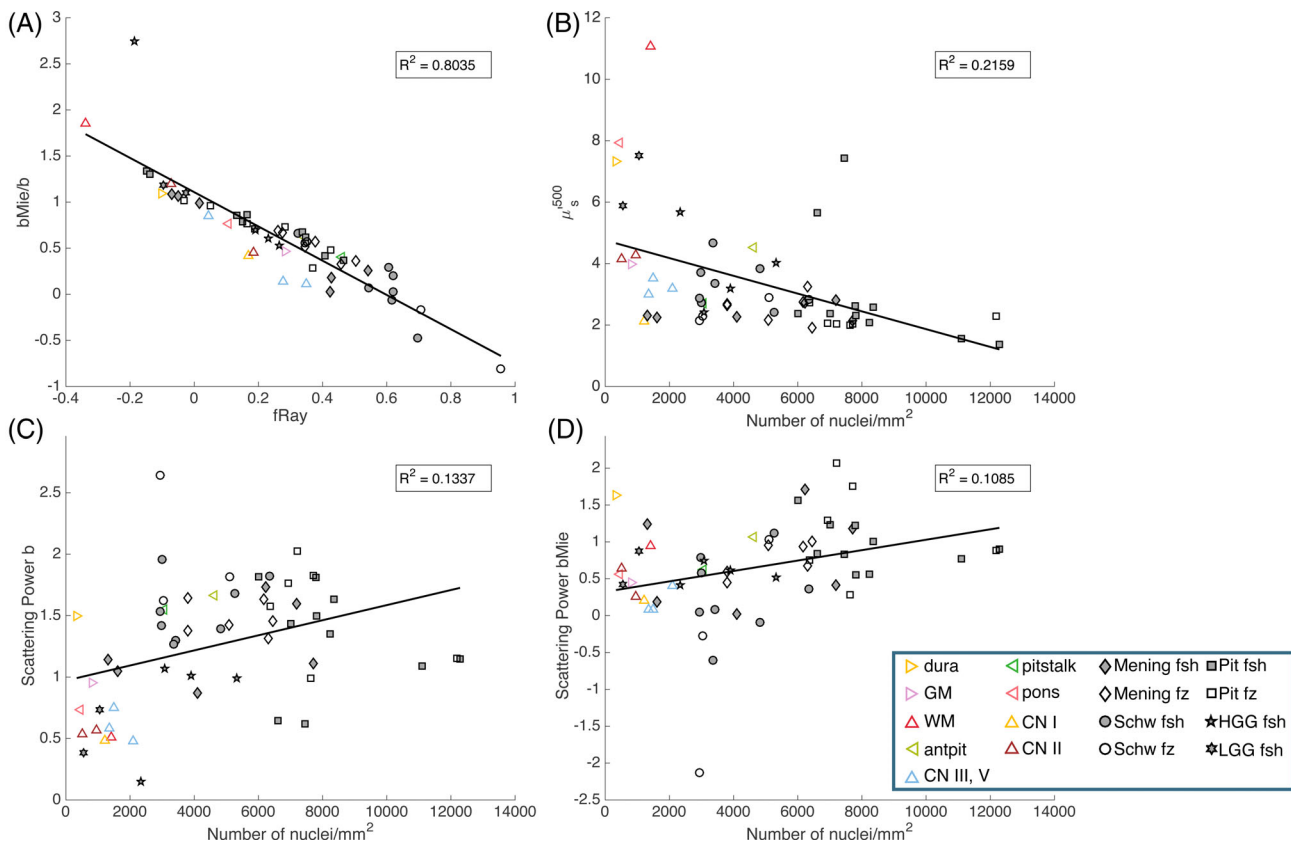 (A)
3
2.5
2
1.5
1
0.5
0
-0.5
-1
bMie/b
R² = 0.8035
-0.4 -0.2 0 0.2 0.4 0.6 0.8 1
fRay
(B)
12
10
8
6
4
2
0
μ's500
R² = 0.2159
0 2000 4000 6000 8000 10000 12000 14000
Number of nuclei/mm²
(C)
2.5
2
1.5
1
0.5
0
Scattering Power b
R² = 0.1337
0 2000 4000 6000 8000 10000 12000 14000
Number of nuclei/mm²
(D)
2
1.5
1
0.5
0
-0.5
-1
-1.5
-2
-2.5
Scattering Power bMie
R² = 0.1085
0 2000 4000 6000 8000 10000 12000 14000
Number of nuclei/mm²
dura pitstalk Mening fsh Pit fsh
GM pons Mening fz Pit fz
WM CN I Schw fsh HGG fsh
antpit CN II Schw fz LGG fsh
CN III, V